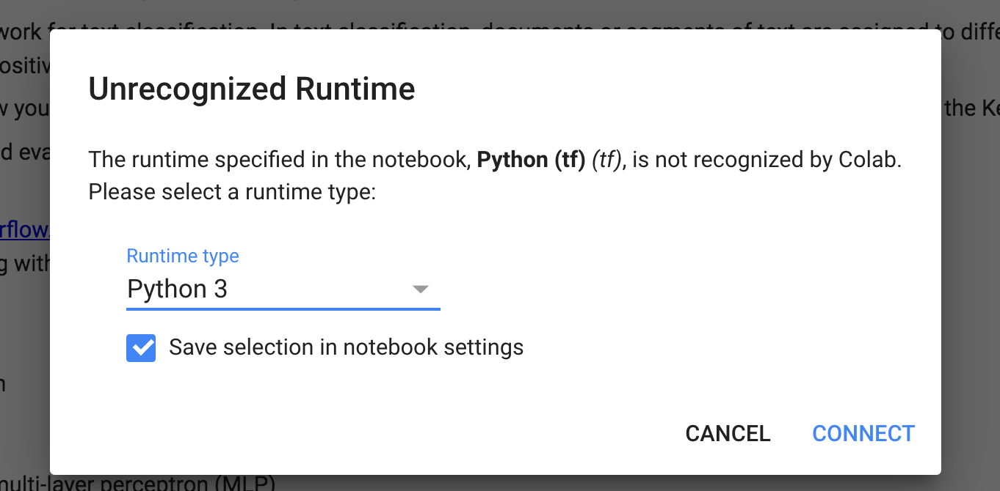 work for text classification. In text classification, documents or segments of text are assigned to diffe
ositiv
w you
the Ke
d eva
Unrecognized Runtime
The runtime specified in the notebook, Python (tf) (tf), is not recognized by Colab.
Please select a runtime type:
rflow.
g with
Runtime type
Python 3
Save selection in notebook settings
n
CANCEL CONNECT
multi-layer perceptron (MLP)